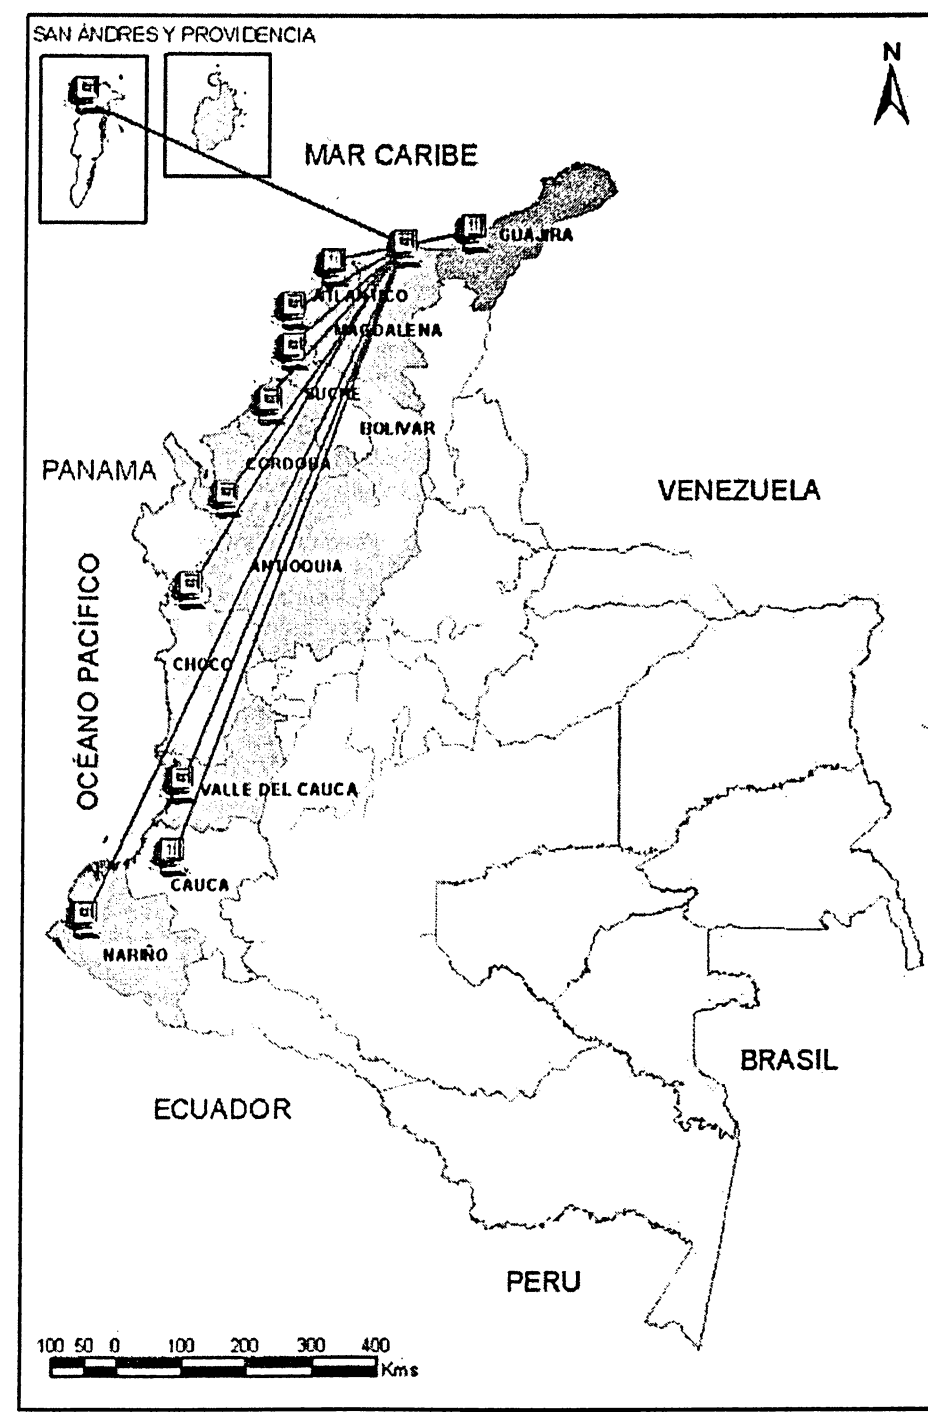 SAN ÁNDRES Y PROVIDENCIA
N
MAR CARIBE
GUAJIRA
ATLANTICO
MAGDALENA
SUCRE
BOLIVAR
PANAMA
CORDOBA
VENEZUELA
ANTIOQUIA
OCÉANO PACÍFICO
CHOCO
VALLE DEL CAUCA
CAUCA
NARIÑO
BRASIL
ECUADOR
PERU
100 50 0 100 200 300 400
Kms